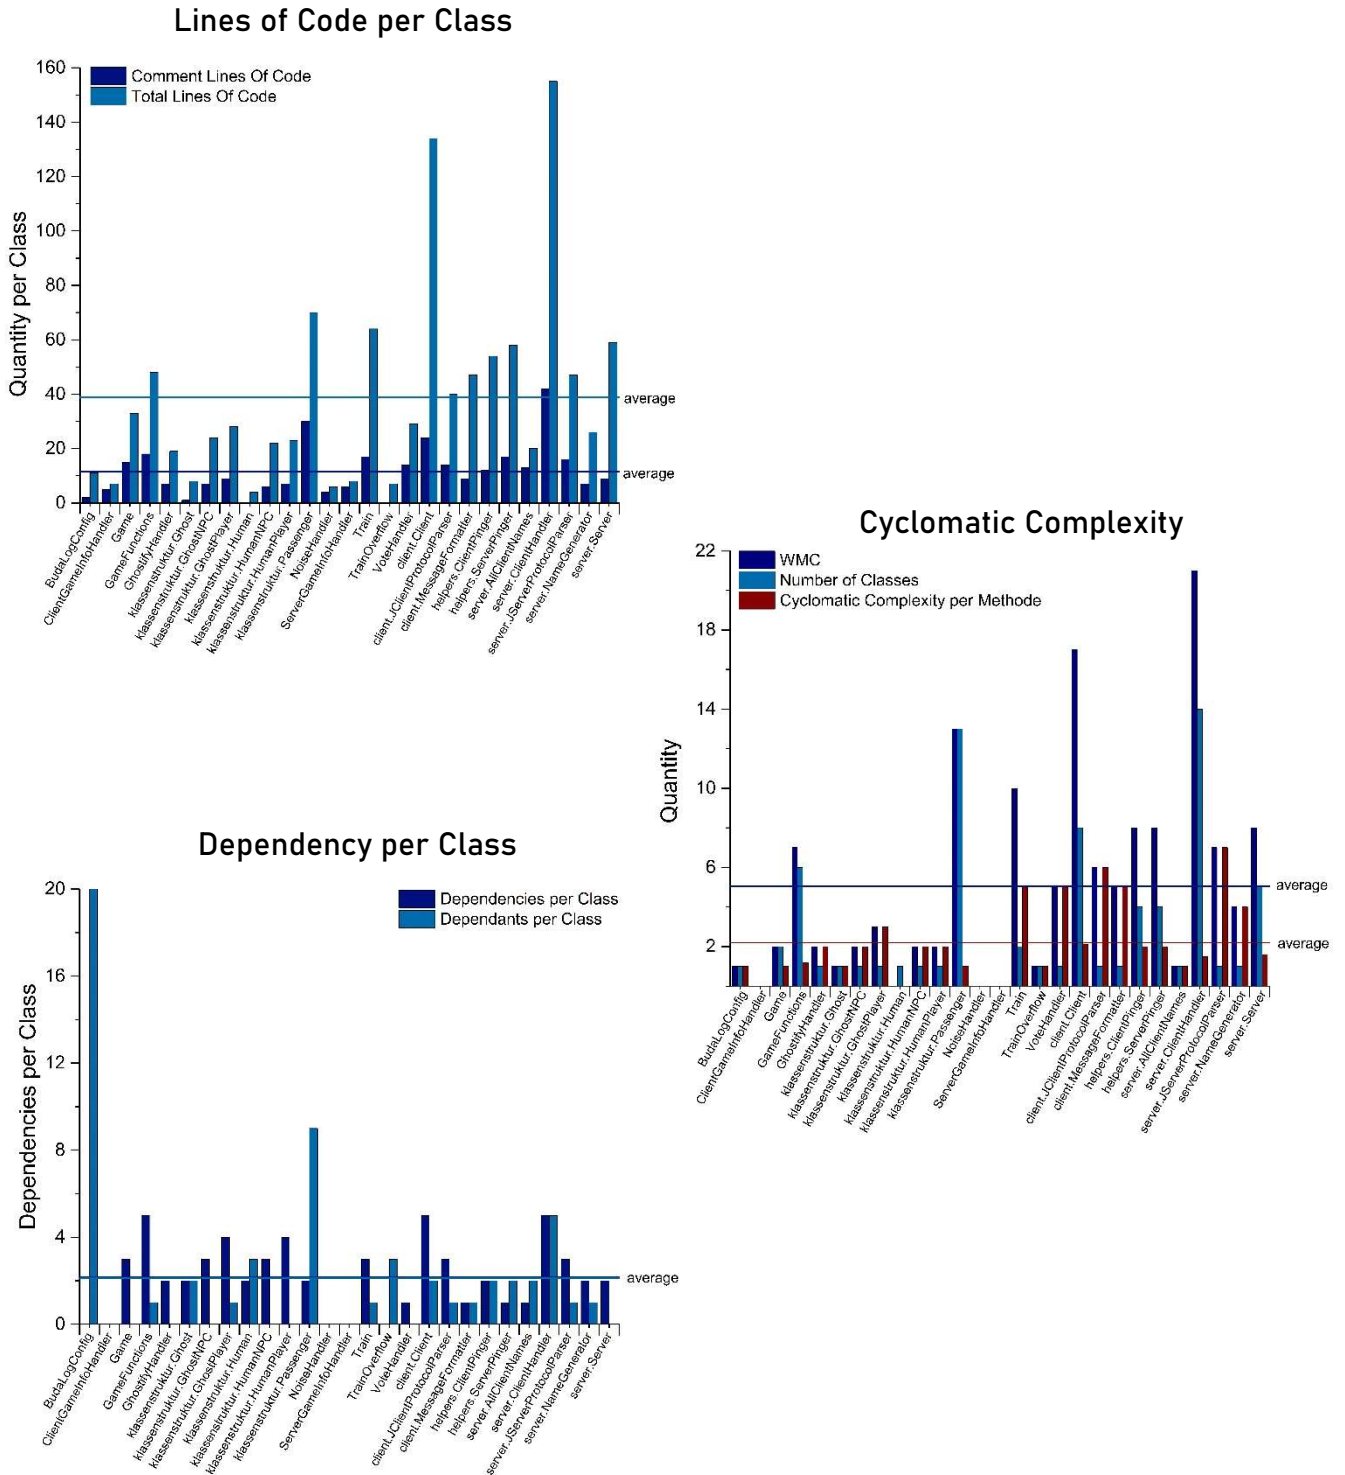 Lines of Code per Class
Comment Lines Of Code
Total Lines Of Code
Quantity per Class
160
140
120
100
80
60
40
20
0
average
average
BudaLogConfig
ClientGameInfoHandler
Game
GameFunctions
GhostifyHandler
klassenstruktur.Ghost
klassenstruktur.GhostNPC
klassenstruktur.GhostPlayer
klassenstruktur.Human
klassenstruktur.HumanNPC
klassenstruktur.HumanPlayer
klassenstruktur.Passenger
NoiseHandler
ServerGameInfoHandler
Train
TrainOverflow
VoteHandler
client.Client
client.JClientProtocolParser
client.MessageFormatter
helpers.ClientPinger
helpers.ServerPinger
server.AllClientNames
server.ClientHandler
server.JServerProtocolParser
server.NameGenerator
server.Server
Cyclomatic Complexity
WMC
Number of Classes
Cyclomatic Complexity per Methode
Quantity
22
18
14
10
6
2
average
average
BudaLogConfig
ClientGameInfoHandler
Game
GameFunctions
GhostifyHandler
klassenstruktur.Ghost
klassenstruktur.GhostNPC
klassenstruktur.GhostPlayer
klassenstruktur.Human
klassenstruktur.HumanNPC
klassenstruktur.HumanPlayer
klassenstruktur.Passenger
NoiseHandler
ServerGameInfoHandler
Train
TrainOverflow
VoteHandler
client.Client
client.JClientProtocolParser
client.MessageFormatter
helpers.ClientPinger
helpers.ServerPinger
server.AllClientNames
server.ClientHandler
server.JServerProtocolParser
server.NameGenerator
server.Server
Dependency per Class
Dependencies per Class
Dependants per Class
Dependencies per Class
20
16
12
8
4
0
average
BudaLogConfig
ClientGameInfoHandler
Game
GameFunctions
GhostifyHandler
klassenstruktur.Ghost
klassenstruktur.GhostNPC
klassenstruktur.GhostPlayer
klassenstruktur.Human
klassenstruktur.HumanNPC
klassenstruktur.HumanPlayer
klassenstruktur.Passenger
NoiseHandler
ServerGameInfoHandler
Train
TrainOverflow
VoteHandler
client.Client
client.JClientProtocolParser
client.MessageFormatter
helpers.ClientPinger
helpers.ServerPinger
server.AllClientNames
server.ClientHandler
server.JServerProtocolParser
server.NameGenerator
server.Server